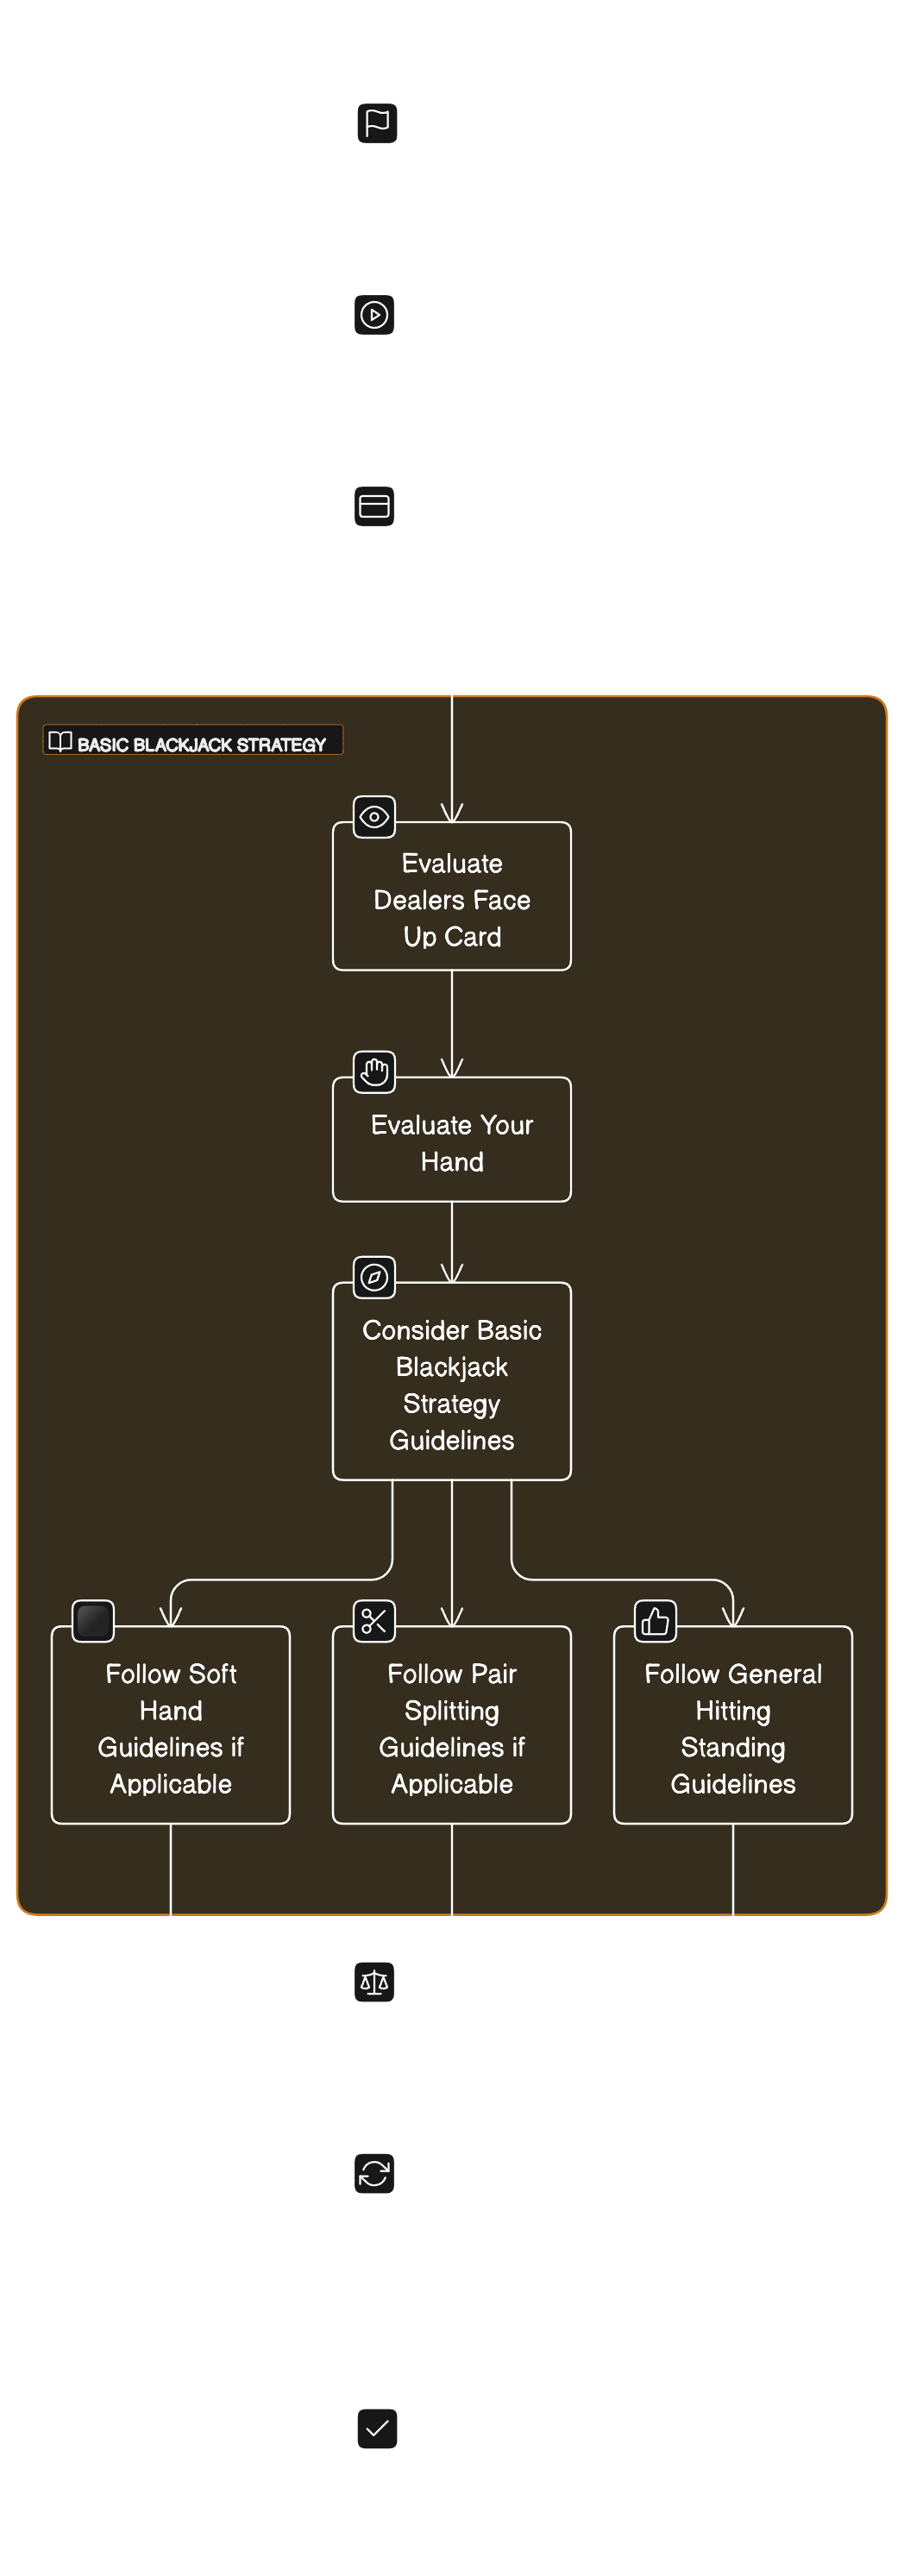 BASIC BLACKJACK STRATEGY
Evaluate
Dealers Face
Up Card
Evaluate Your
Hand
Consider Basic
Blackjack
Strategy
Guidelines
Follow Soft
Hand
Guidelines if
Applicable
Follow Pair
Splitting
Guidelines if
Applicable
Follow General
Hitting
Standing
Guidelines